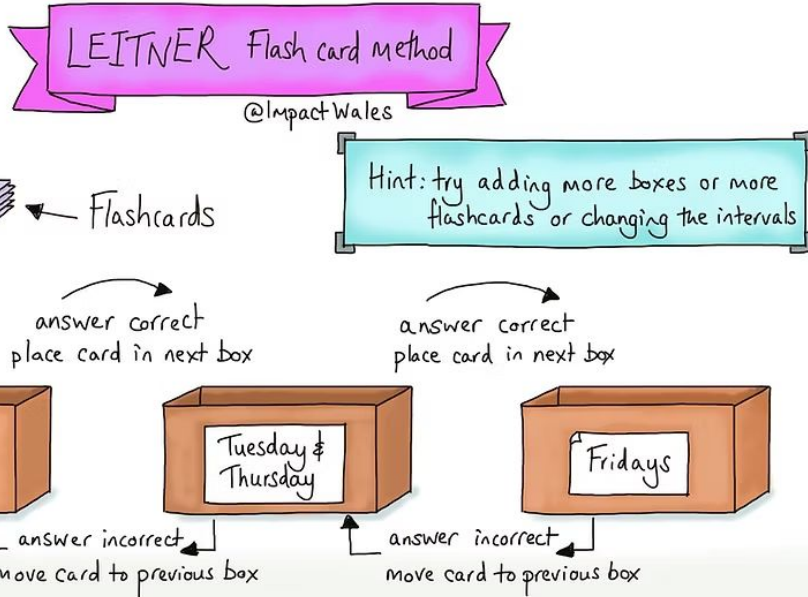 LEITNER Flash card method
@ImpactWales
Hint: try adding more boxes or more
flashcards or changing the intervals
Flashcards
answer correct
place card in next box
answer correct
place card in next box
Tuesday &
Thursday
Fridays
answer incorrect
move card to previous box
answer incorrect
move card to previous box